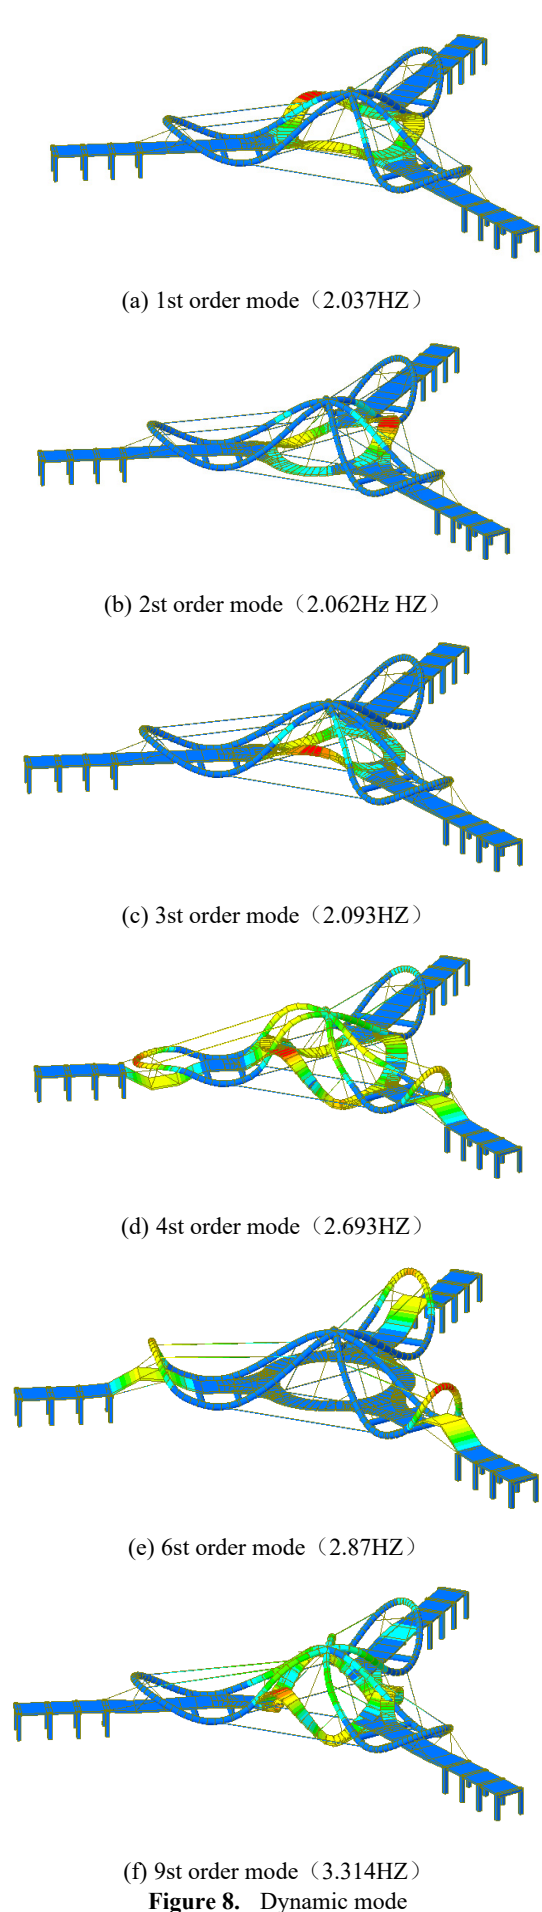 (a) 1st order mode（2.037HZ）
(b) 2st order mode（2.062Hz HZ）
(c) 3st order mode（2.093HZ）
(d) 4st order mode（2.693HZ）
(e) 6st order mode（2.87HZ）
(f) 9st order mode（3.314HZ）
Figure 8. Dynamic mode